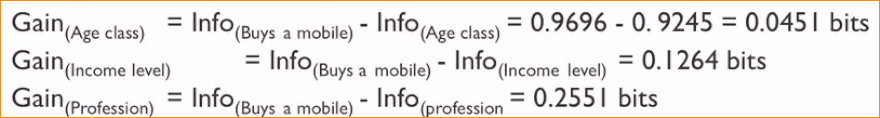 Gain(Age class) = Info(Buys a mobile) - Info(Age class) = 0.9696 - 0. 9245 = 0.0451 bits
Gain(Income level) = Info(Buys a mobile) - Info(Income level) = 0.1264 bits
Gain(Profession) = Info(Buys a mobile) - Info(profession = 0.2551 bits